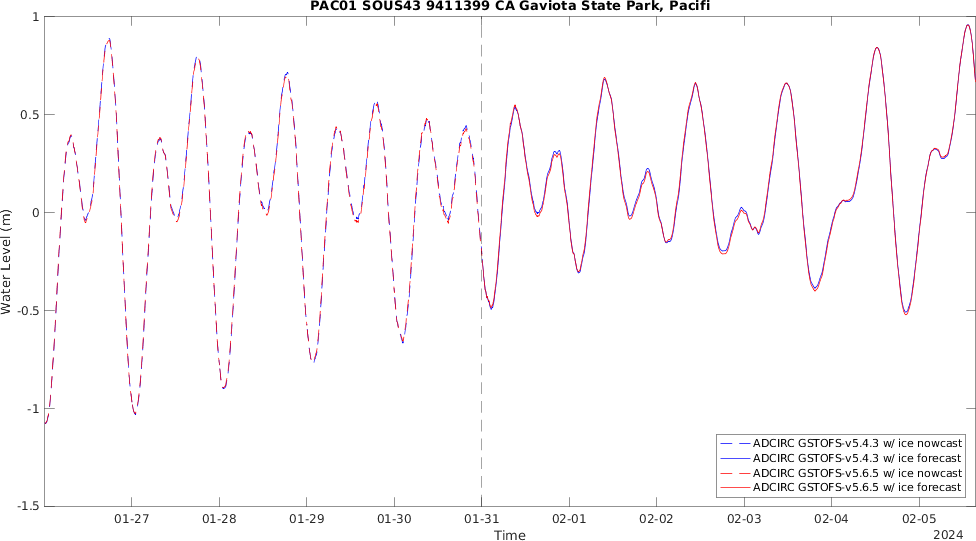 PAC01 SOUS43 9411399 CA Gaviota State Park, Pacifi
1
0.5
0
-0.5
-1
-1.5
Water Level (m)
01-27 01-28 01-29 01-30 01-31 02-01 02-02 02-03 02-04 02-05
Time
2024
ADCIRC GSTOFS-v5.4.3 w/ ice nowcast
ADCIRC GSTOFS-v5.4.3 w/ ice forecast
ADCIRC GSTOFS-v5.6.5 w/ ice nowcast
ADCIRC GSTOFS-v5.6.5 w/ ice forecast